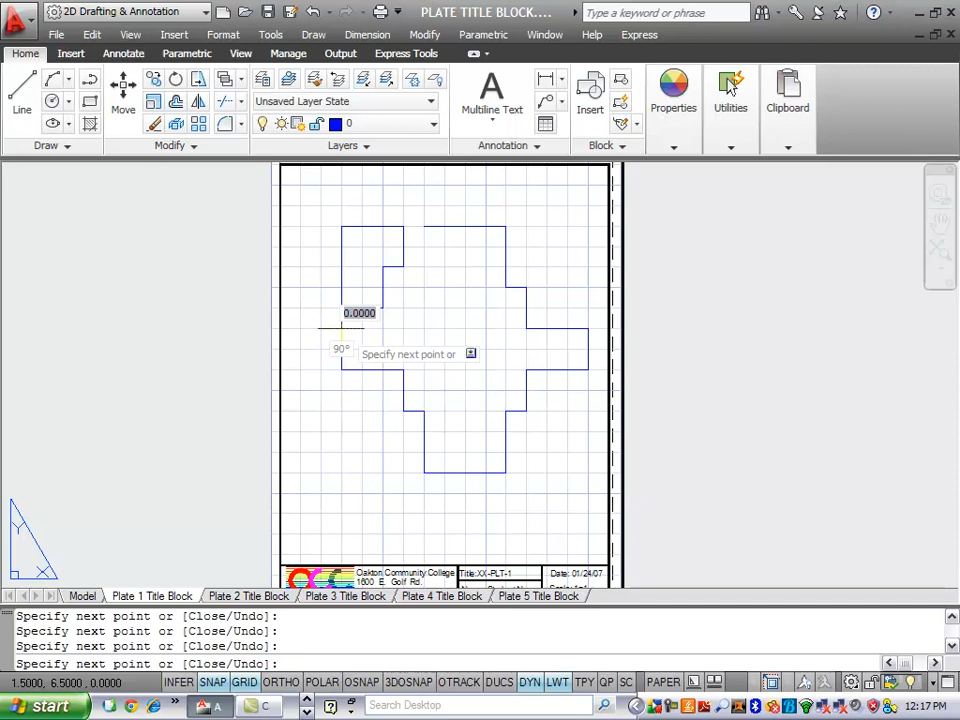 2D Drafting & Annotation
PLATE TITLE BLOCK....
Type a keyword or phrase
File Edit View Insert Format Tools Draw Dimension Modify Parametric Window Help Express
Home Insert Annotate Parametric View Manage Output Express Tools
Line
Move
Unsaved Layer State
0
Multiline Text
Insert
Properties
Utilities
Clipboard
Draw
Modify
Layers
Annotation
Block
0.0000
90°
Specify next point or
Y
X
Oakton Community College
1600 E. Golf Rd.
Title:XX-PLT-1
Date: 01/24/07
Model Plate 1 Title Block Plate 2 Title Block Plate 3 Title Block Plate 4 Title Block Plate 5 Title Block
Specify next point or [Close/Undo]:
Specify next point or [Close/Undo]:
Specify next point or [Close/Undo]:
Specify next point or [Close/Undo]:
1.5000, 6.5000, 0.0000
INFER SNAP GRID ORTHO POLAR OSNAP 3DOSNAP OTRACK DUCS DYN LWT TPY QP SC
PAPER
start
A
C
Search Desktop
12:17 PM